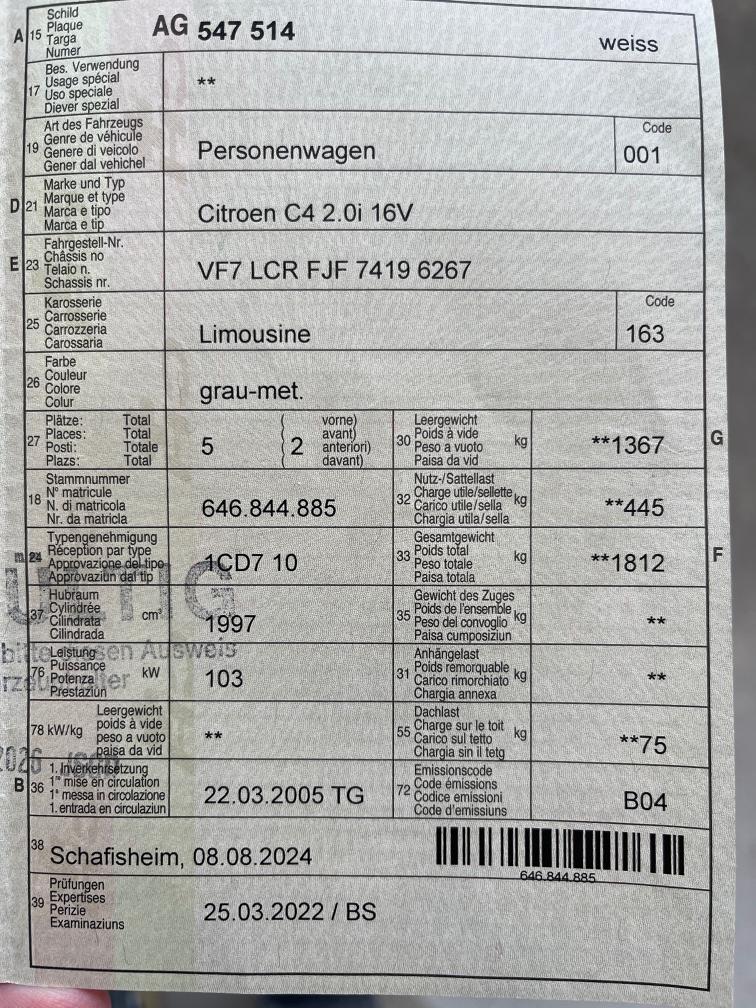 A 15 Schild
Plaque
Targa
Numer
AG 547 514
weiss
17 Bes. Verwendung
Usage spécial
Uso speciale
Diever spezial
**
19 Art des Fahrzeugs
Genre de véhicule
Genere di veicolo
Gener dal vehichel
Personenwagen
Code
001
D 21 Marke und Typ
Marque et type
Marca e tipo
Marca e tip
Citroen C4 2.0i 16V
E 23 Fahrgestell-Nr.
Châssis no
Telaio n.
Schassis nr.
VF7 LCR FJF 7419 6267
25 Karosserie
Carrosserie
Carrozzeria
Carossaria
Limousine
Code
163
26 Farbe
Couleur
Colore
Colur
grau-met.
27 Plätze: Total
Places: Total
Posti: Totale
Plazs: Total
5 ( 2 vorne)
avant)
anteriori)
davant)
30 Leergewicht
Poids à vide
Peso a vuoto
Paisa da vid
kg
**1367
G
18 Stammnummer
N° matricule
N. di matricola
Nr. da matricla
646.844.885
32 Nutz-/Sattellast
Charge utile/sellette
Carico utile/sella
Chargia utila/sella
kg
**445
24 Typengenehmigung
Réception par type
Approvazione del tipo
Approvaziun dal tip
1CD7 10
33 Gesamtgewicht
Poids total
Peso totale
Paisa totala
kg
**1812
F
37 Hubraum
Cylindrée
Cilindrata
Cilindrada
cm³
1997
35 Gewicht des Zuges
Poids de l'ensemble
Peso del convoglio
Paisa cumposiziun
kg
**
76 Leistung
Puissance
Potenza
Prestaziun
kW
103
31 Anhängelast
Poids remorquable
Carico rimorchiato
Chargia annexa
kg
**
78 kW/kg Leergewicht
poids à vide
peso a vuoto
paisa da vid
**
55 Dachlast
Charge sur le toit
Carico sul tetto
Chargia sin il tetg
kg
**75
B 36 1. Inverkehrsetzung
1re mise en circulation
1a messa in circolazione
1. entrada en circulaziun
22.03.2005 TG
72 Emissionscode
Code émissions
Codice emissioni
Code d'emissiuns
B04
38 Schafisheim, 08.08.2024
646.844.885
39 Prüfungen
Expertises
Perizie
Examinaziuns
25.03.2022 / BS